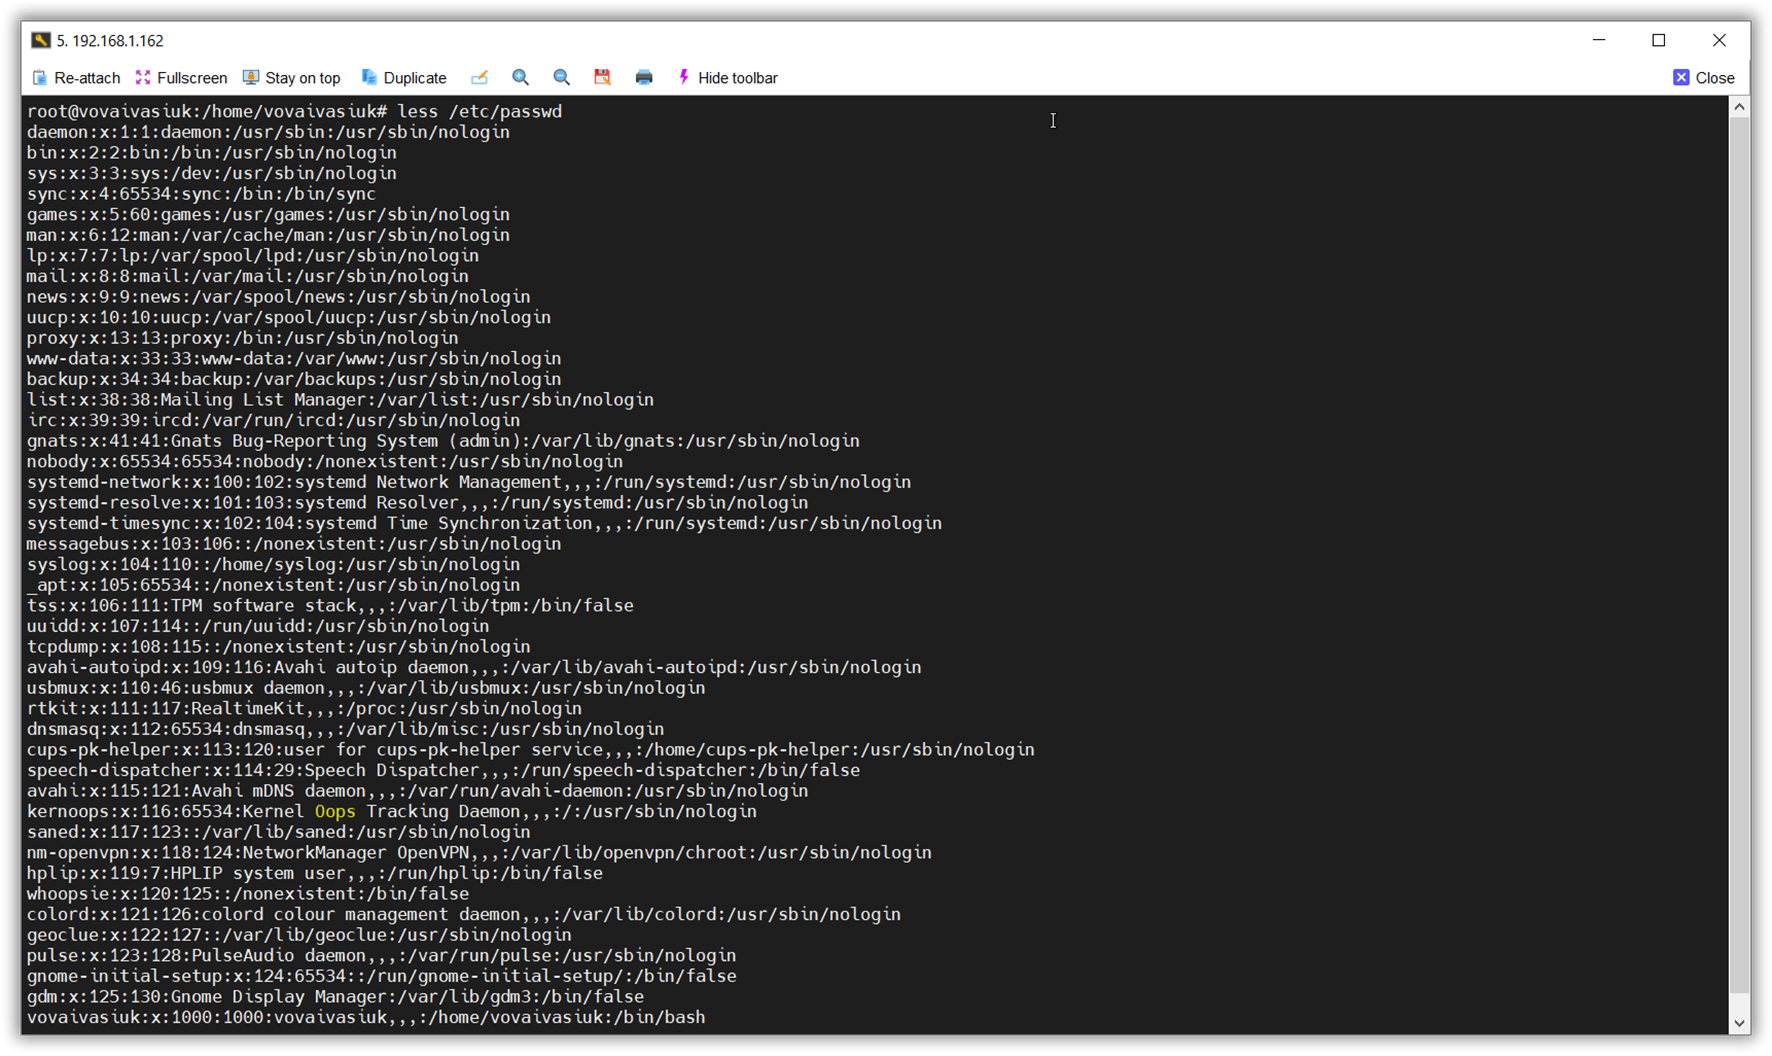 5. 192.168.1.162
Re-attach Fullscreen Stay on top Duplicate Hide toolbar Close
root@vovaivasiuk:/home/vovaivasiuk# less /etc/passwd
daemon:x:1:1:daemon:/usr/sbin:/usr/sbin/nologin
bin:x:2:2:bin:/bin:/usr/sbin/nologin
sys:x:3:3:sys:/dev:/usr/sbin/nologin
sync:x:4:65534:sync:/bin:/bin/sync
games:x:5:60:games:/usr/games:/usr/sbin/nologin
man:x:6:12:man:/var/cache/man:/usr/sbin/nologin
lp:x:7:7:lp:/var/spool/lpd:/usr/sbin/nologin
mail:x:8:8:mail:/var/mail:/usr/sbin/nologin
news:x:9:9:news:/var/spool/news:/usr/sbin/nologin
uucp:x:10:10:uucp:/var/spool/uucp:/usr/sbin/nologin
proxy:x:13:13:proxy:/bin:/usr/sbin/nologin
www-data:x:33:33:www-data:/var/www:/usr/sbin/nologin
backup:x:34:34:backup:/var/backups:/usr/sbin/nologin
list:x:38:38:Mailing List Manager:/var/list:/usr/sbin/nologin
irc:x:39:39:ircd:/var/run/ircd:/usr/sbin/nologin
gnats:x:41:41:Gnats Bug-Reporting System (admin):/var/lib/gnats:/usr/sbin/nologin
nobody:x:65534:65534:nobody:/nonexistent:/usr/sbin/nologin
systemd-network:x:100:102:systemd Network Management,,,:/run/systemd:/usr/sbin/nologin
systemd-resolve:x:101:103:systemd Resolver,,,:/run/systemd:/usr/sbin/nologin
systemd-timesync:x:102:104:systemd Time Synchronization,,,:/run/systemd:/usr/sbin/nologin
messagebus:x:103:106::/nonexistent:/usr/sbin/nologin
syslog:x:104:110::/home/syslog:/usr/sbin/nologin
_apt:x:105:65534::/nonexistent:/usr/sbin/nologin
tss:x:106:111:TPM software stack,,,:/var/lib/tpm:/bin/false
uuidd:x:107:114::/run/uuidd:/usr/sbin/nologin
tcpdump:x:108:115::/nonexistent:/usr/sbin/nologin
avahi-autoipd:x:109:116:Avahi autoip daemon,,,:/var/lib/avahi-autoipd:/usr/sbin/nologin
usbmux:x:110:46:usbmux daemon,,,:/var/lib/usbmux:/usr/sbin/nologin
rtkit:x:111:117:RealtimeKit,,,:/proc:/usr/sbin/nologin
dnsmasq:x:112:65534:dnsmasq,,,:/var/lib/misc:/usr/sbin/nologin
cups-pk-helper:x:113:120:user for cups-pk-helper service,,,:/home/cups-pk-helper:/usr/sbin/nologin
speech-dispatcher:x:114:29:Speech Dispatcher,,,:/run/speech-dispatcher:/bin/false
avahi:x:115:121:Avahi mDNS daemon,,,:/var/run/avahi-daemon:/usr/sbin/nologin
kernoops:x:116:65534:Kernel Oops Tracking Daemon,,,:/:/usr/sbin/nologin
saned:x:117:123::/var/lib/saned:/usr/sbin/nologin
nm-openvpn:x:118:124:NetworkManager OpenVPN,,,:/var/lib/openvpn/chroot:/usr/sbin/nologin
hplip:x:119:7:HPLIP system user,,,:/run/hplip:/bin/false
whoopsie:x:120:125::/nonexistent:/bin/false
colord:x:121:126:colord colour management daemon,,,:/var/lib/colord:/usr/sbin/nologin
geoclue:x:122:127::/var/lib/geoclue:/usr/sbin/nologin
pulse:x:123:128:PulseAudio daemon,,,:/var/run/pulse:/usr/sbin/nologin
gnome-initial-setup:x:124:65534::/run/gnome-initial-setup/:/bin/false
gdm:x:125:130:Gnome Display Manager:/var/lib/gdm3:/bin/false
vovaivasiuk:x:1000:1000:vovaivasiuk,,,:/home/vovaivasiuk:/bin/bash